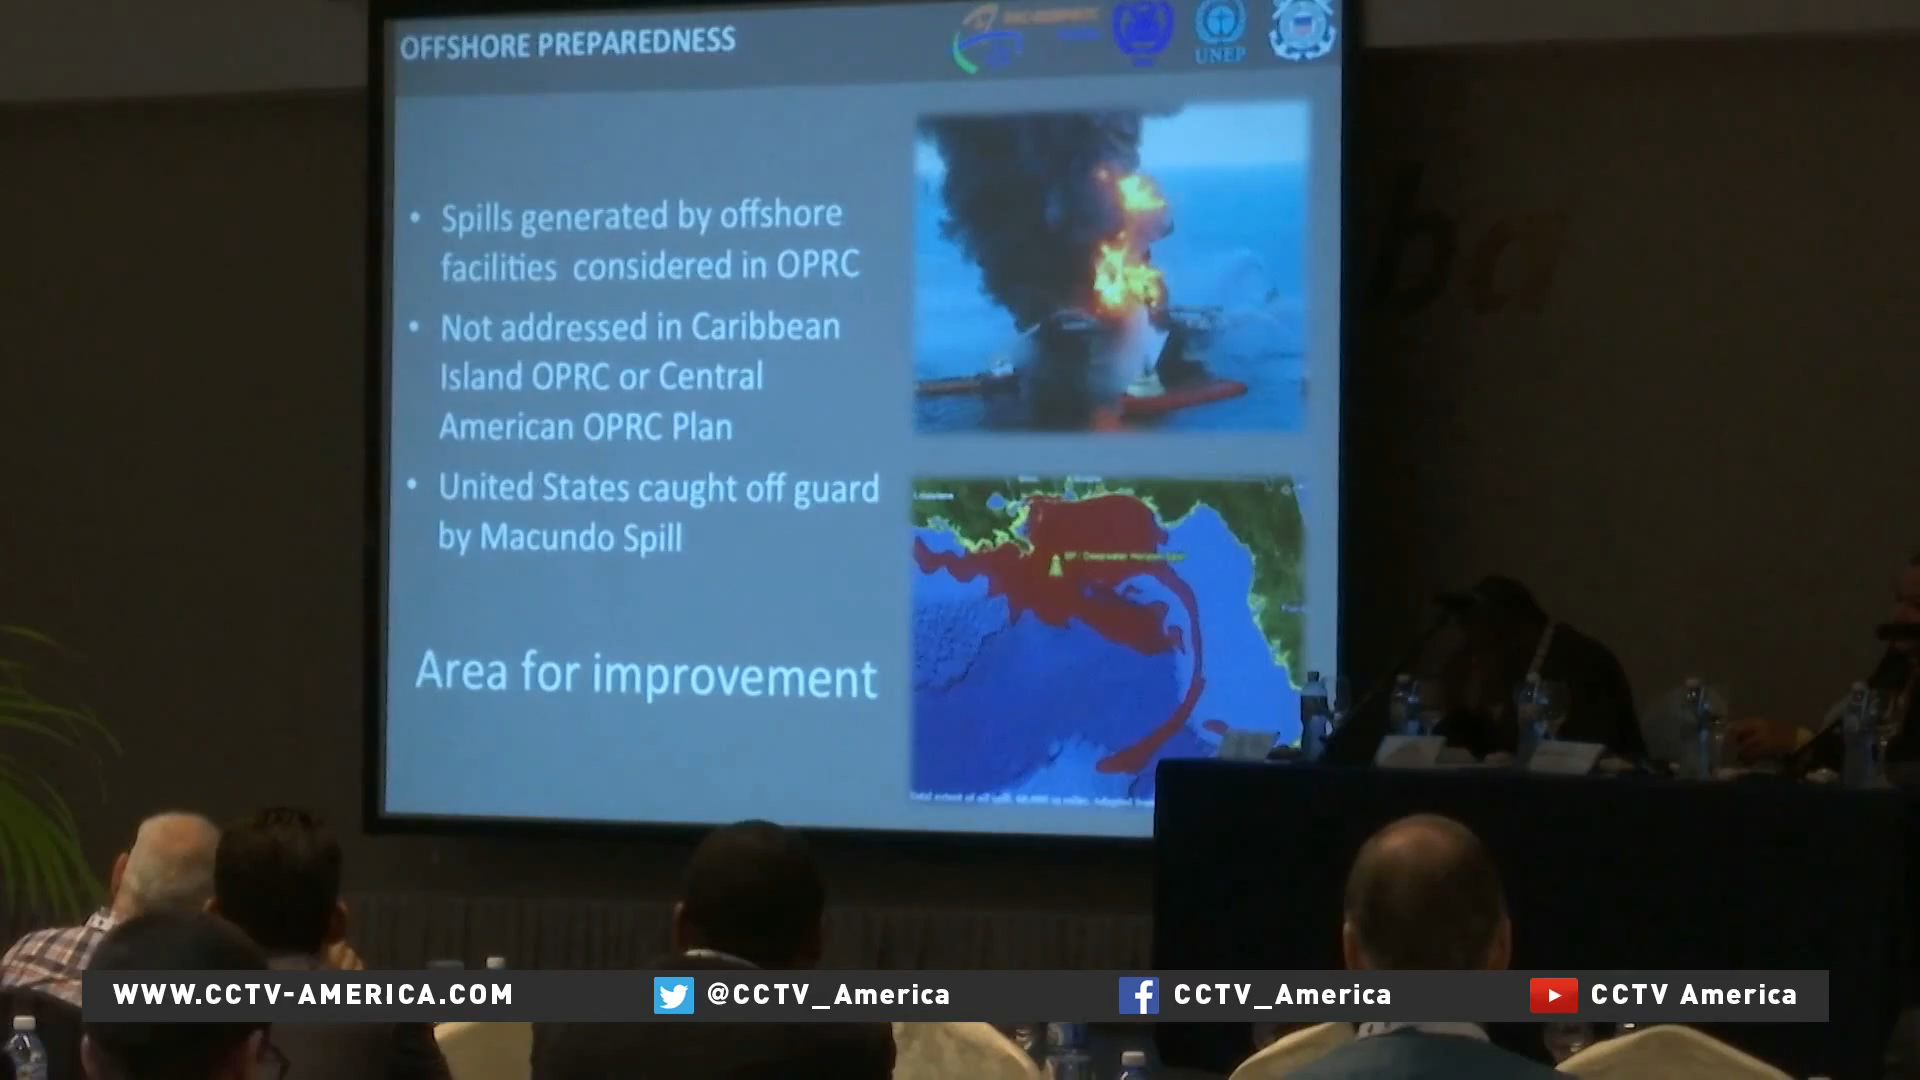 OFFSHORE PREPAREDNESS
UNEP
• Spills generated by offshore
facilities considered in OPRC
• Not addressed in Caribbean
Island OPRC or Central
American OPRC Plan
• United States caught off guard
by Macundo Spill
Area for improvement
WWW.CCTV-AMERICA.COM
@CCTV_America
CCTV_America
CCTV America